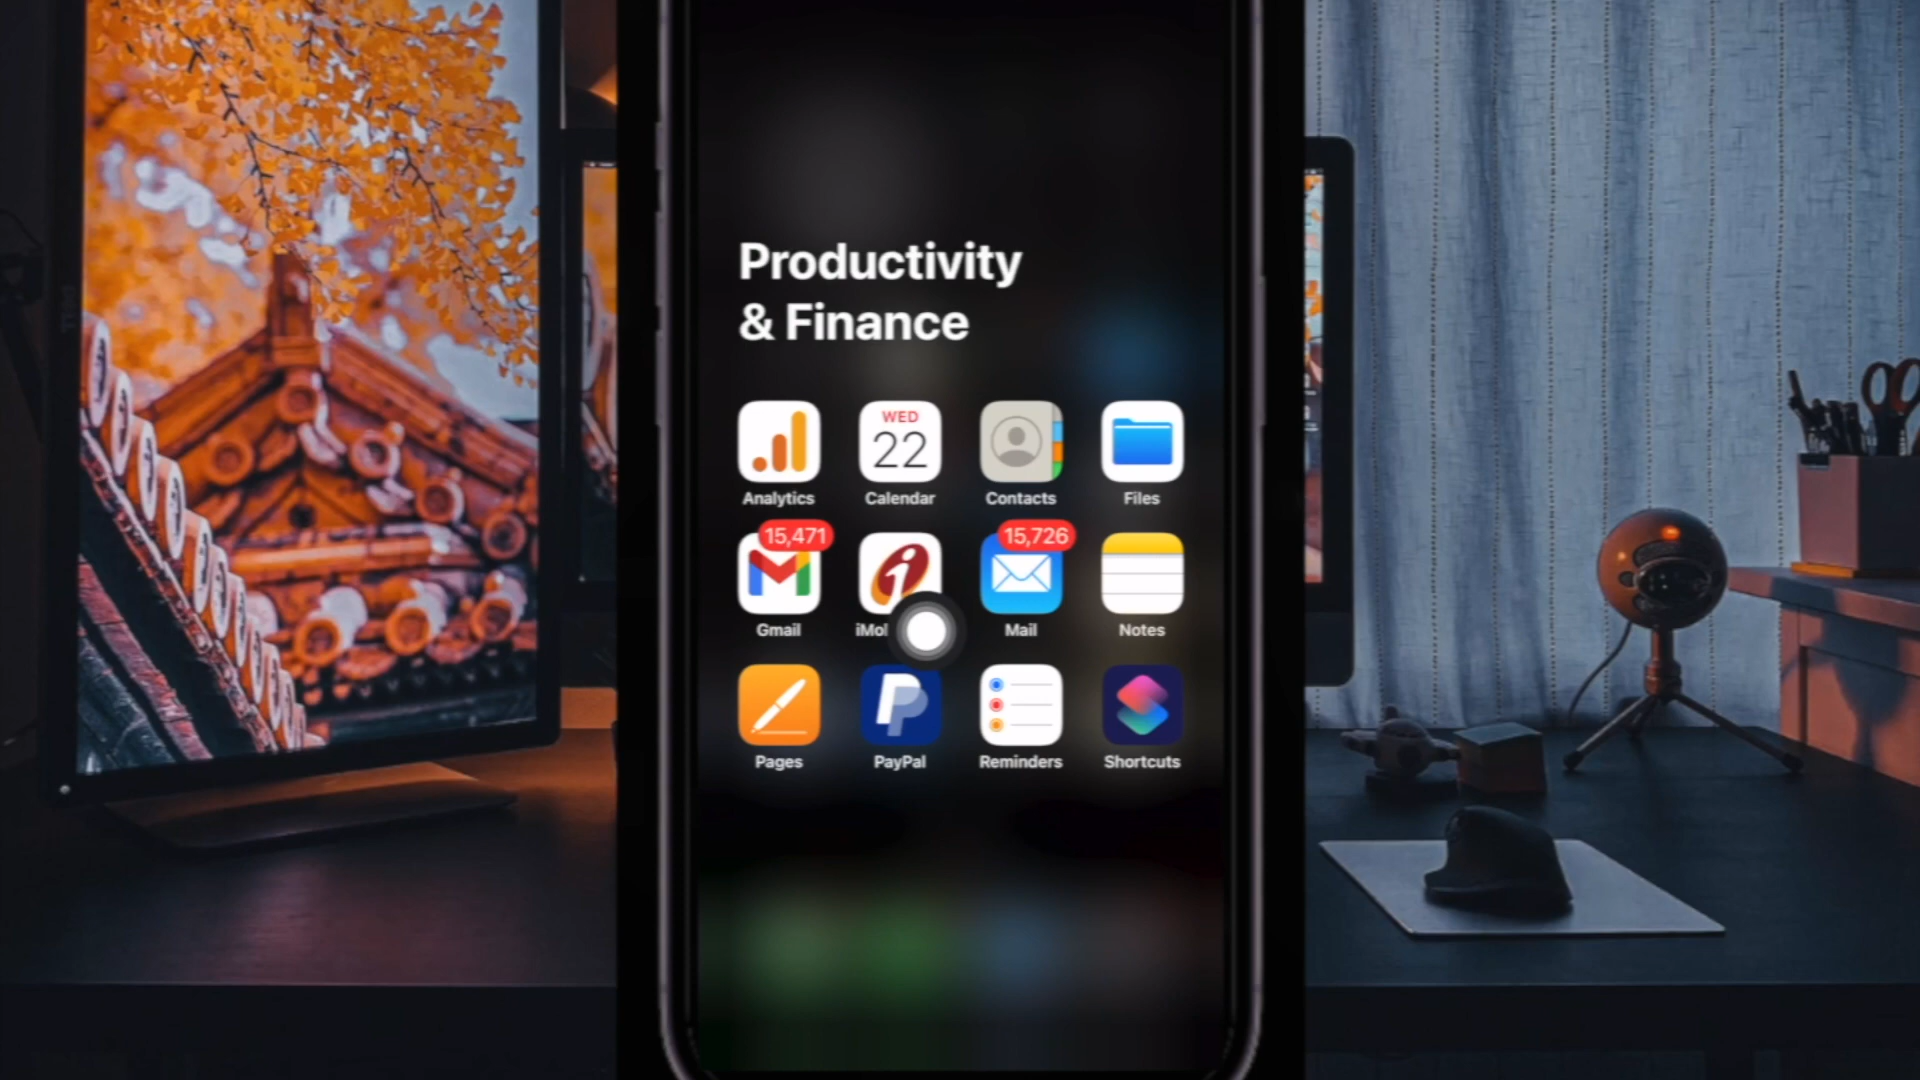 Productivity
& Finance
WED
22
Analytics
Calendar
Contacts
Files
15,471
15,726
Gmail
iMol
Mail
Notes
Pages
PayPal
Reminders
Shortcuts